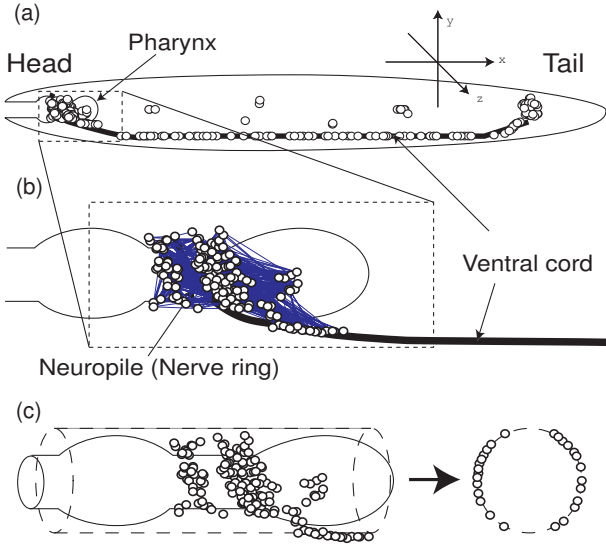 (a)
Pharynx
Head
Tail
y
x
z
(b)
Ventral cord
Neuropile (Nerve ring)
(c)